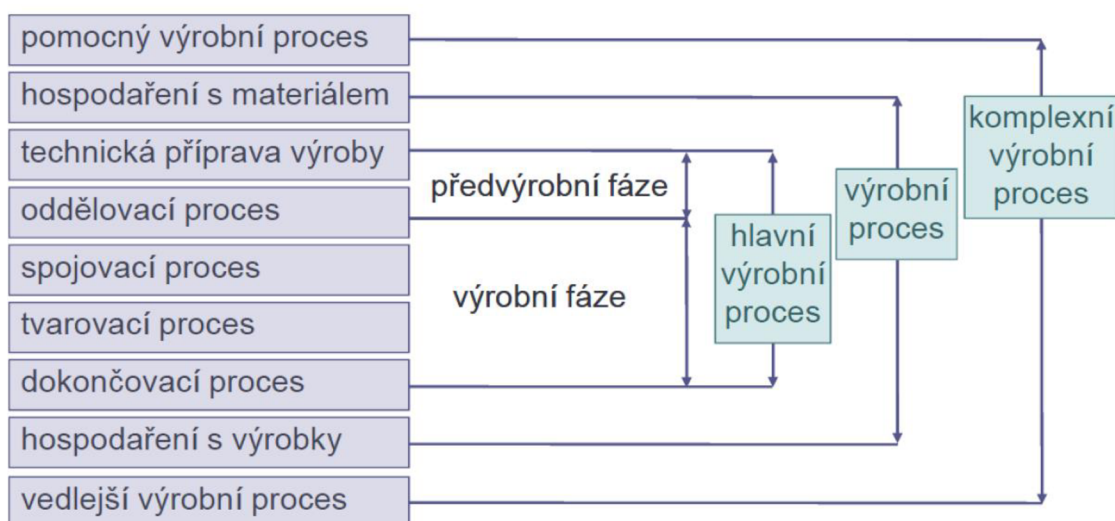 pomocný výrobní proces
hospodaření s materiálem
technická příprava výroby
oddělovací proces
spojovací proces
tvarovací proces
dokončovací proces
hospodaření s výrobky
vedlejší výrobní proces
předvýrobní fáze
výrobní fáze
hlavní
výrobní
proces
výrobní
proces
komplexní
výrobní
proces